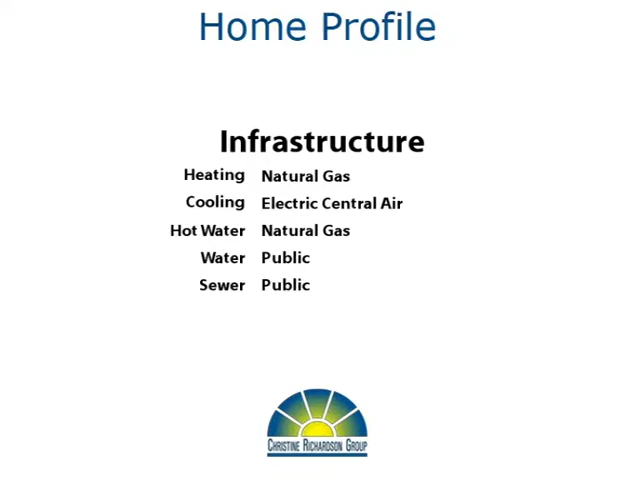 Home Profile
Infrastructure
Heating Natural Gas
Cooling Electric Central Air
Hot Water Natural Gas
Water Public
Sewer Public
CHRISTINE RICHARDSON GROUP